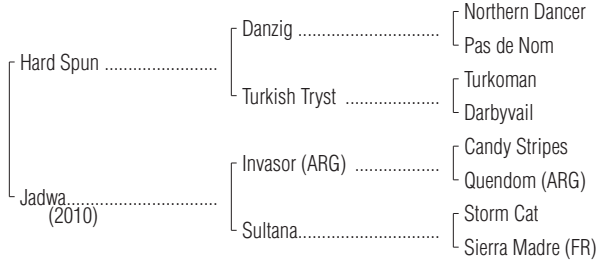 Northern Dancer
Danzig ................................
Pas de Nom
Hard Spun .........................
Turkoman
Turkish Tryst .....................
Darbyvail
Candy Stripes
Invasor (ARG) ...................
Quendom (ARG)
Jadwa.................................
(2010)
Storm Cat
Sultana................................
Sierra Madre (FR)